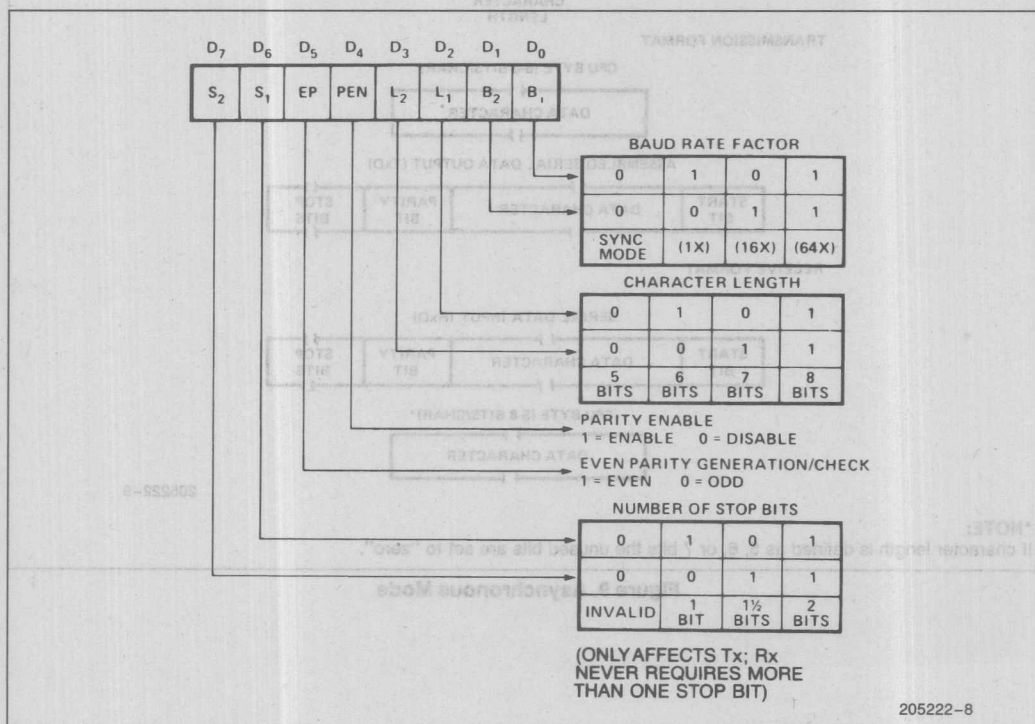 D7 D6 D5 D4 D3 D2 D1 D0
S2 S1 EP PEN L2 L1 B2 B1
BAUD RATE FACTOR
0 1 0 1
0 0 1 1
SYNC MODE (1X) (16X) (64X)
CHARACTER LENGTH
0 1 0 1
0 0 1 1
5 BITS 6 BITS 7 BITS 8 BITS
PARITY ENABLE
1 = ENABLE 0 = DISABLE
EVEN PARITY GENERATION/CHECK
1 = EVEN 0 = ODD
NUMBER OF STOP BITS
0 1 0 1
0 0 1 1
INVALID 1 BIT 1½ BITS 2 BITS
(ONLY AFFECTS Tx; Rx
NEVER REQUIRES MORE
THAN ONE STOP BIT)
205222-8